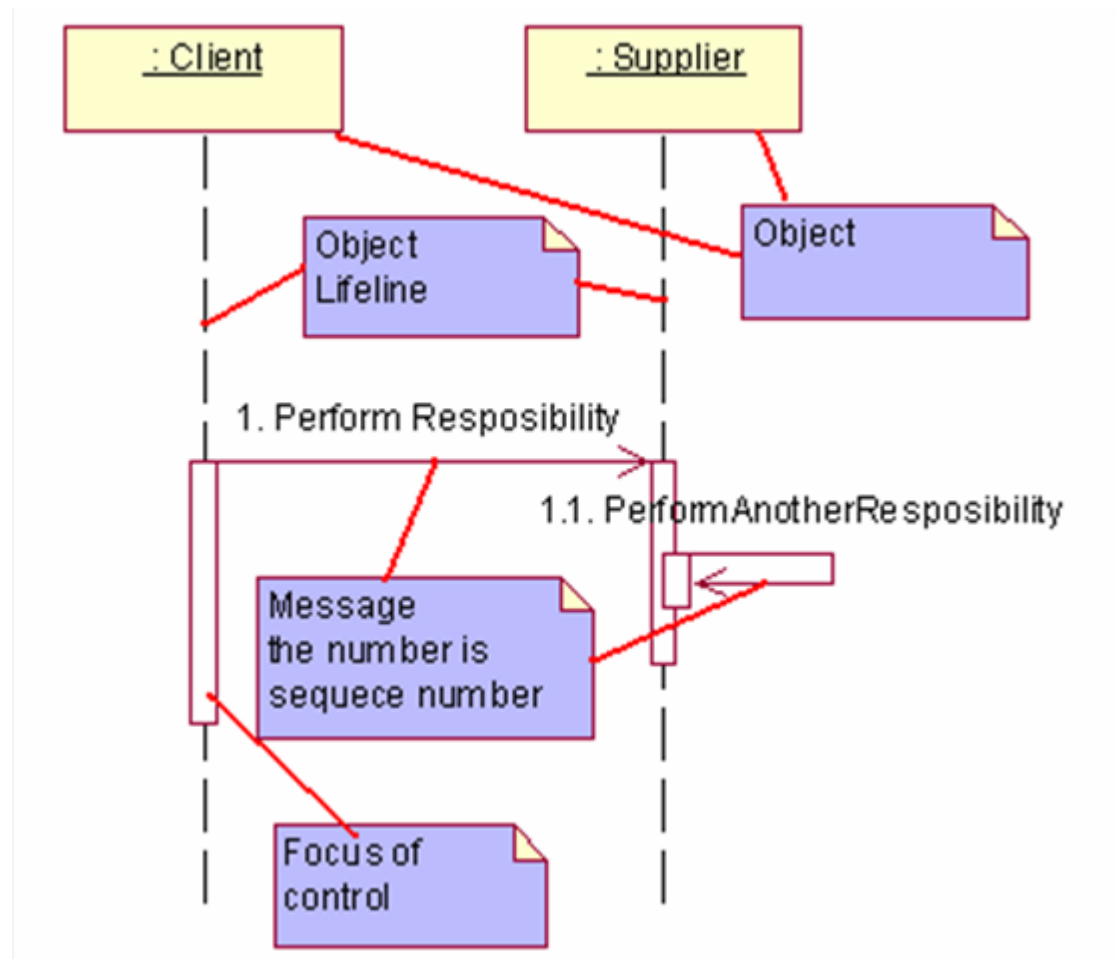 : Client
: Supplier
Object
Object
Lifeline
1. Perform Resposibility
1.1. PerformAnotherResposibility
Message
the number is
sequece number
Focus of
control